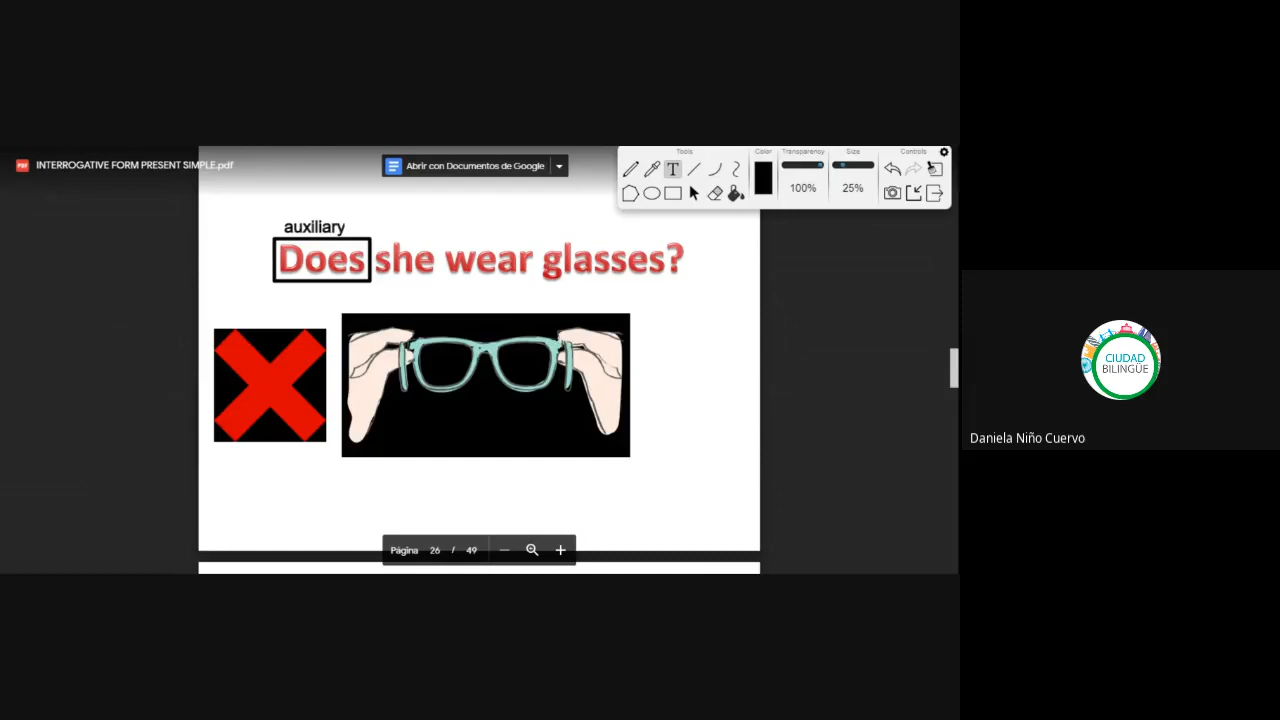 INTERROGATIVE FORM PRESENT SIMPLE.pdf
Abrir con Documentos de Google
Tools
Color
Transparency
Size
Controls
100%
25%
auxiliary
Does she wear glasses?
CIUDAD
BILINGÜE
Daniela Niño Cuervo
Página 26 / 49